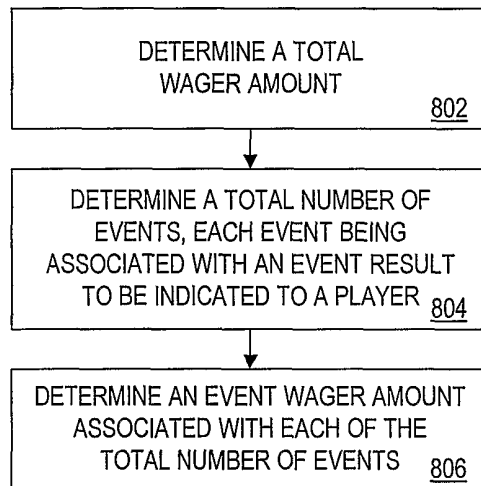 DETERMINE A TOTAL
WAGER AMOUNT
802
DETERMINE A TOTAL NUMBER OF
EVENTS, EACH EVENT BEING
ASSOCIATED WITH AN EVENT RESULT
TO BE INDICATED TO A PLAYER 804
DETERMINE AN EVENT WAGER AMOUNT
ASSOCIATED WITH EACH OF THE
TOTAL NUMBER OF EVENTS 806